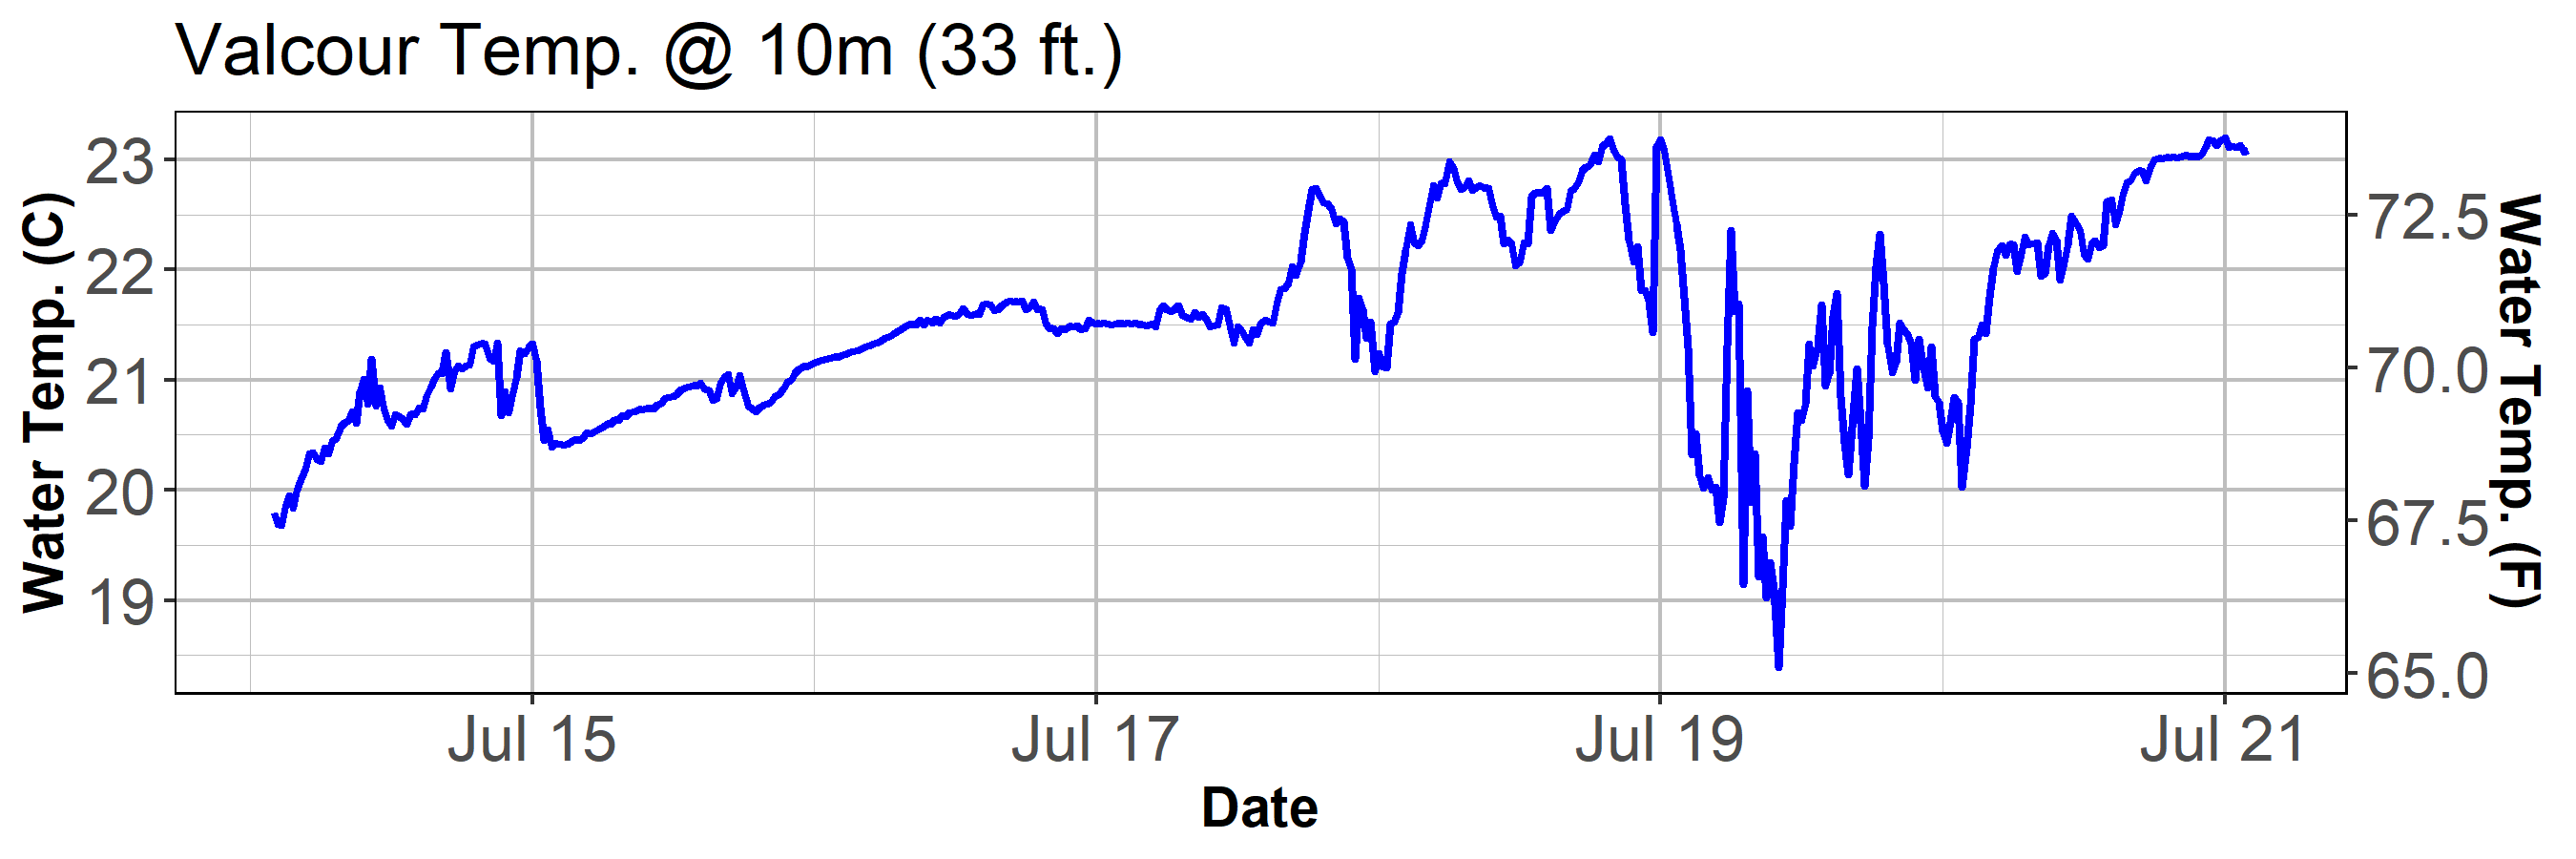 Valcour Temp. @ 10m (33 ft.)
Water Temp. (C)
23
22
21
20
19
72.5
70.0
67.5
65.0
Water Temp. (F)
Jul 15
Jul 17
Jul 19
Jul 21
Date